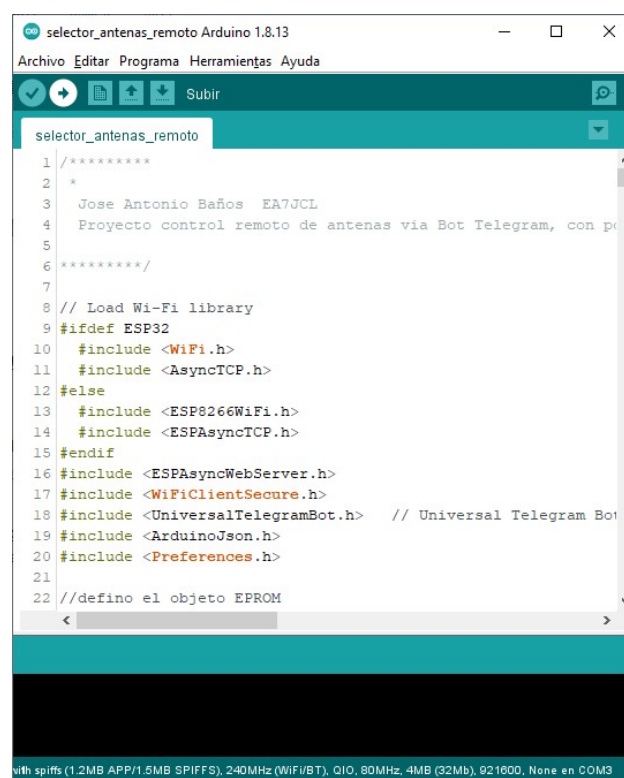 selector_antenas_remoto Arduino 1.8.13
Archivo Editar Programa Herramientas Ayuda
Subir
selector_antenas_remoto
1 /*********
2 *
3 Jose Antonio Baños EA7JCL
4 Proyecto control remoto de antenas via Bot Telegram, con
5
6 *********/
7
8 // Load Wi-Fi library
9 #ifdef ESP32
10 #include <WiFi.h>
11 #include <AsyncTCP.h>
12 #else
13 #include <ESP8266WiFi.h>
14 #include <ESPAsyncTCP.h>
15 #endif
16 #include <ESPAsyncWebServer.h>
17 #include <WiFiClientSecure.h>
18 #include <UniversalTelegramBot.h> // Universal Telegram Bot
19 #include <ArduinoJson.h>
20 #include <Preferences.h>
21
22 //defino el objeto EPROM
with spiffs (1.2MB APP/1.5MB SPIFFS), 240MHz (WiFi/BT), QIO, 80MHz, 4MB (32Mb), 921600, None en COM3